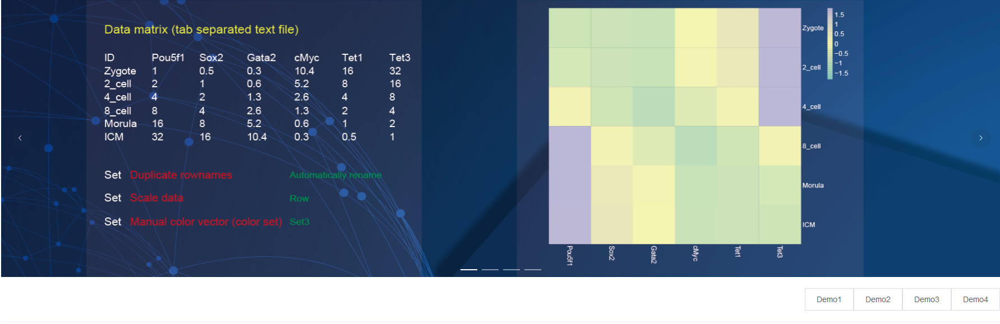 Data matrix (tab separated text file)
ID Pou5f1 Sox2 Gata2 cMyc Tet1 Tet3
Zygote 1 0.5 0.3 10.4 16 32
2_cell 2 1 0.6 5.2 8 16
4_cell 4 2 1.3 2.6 4 8
8_cell 8 4 2.6 1.3 2 4
Morula 16 8 5.2 0.6 1 2
ICM 32 16 10.4 0.3 0.5 1
Set Duplicate rownames Automatically rename
Set Scale data Row
Set Manual color vector (color set) Set3
Zygote
2_cell
4_cell
8_cell
Morula
ICM
1.5
1
0.5
0
−0.5
−1
−1.5
Pou5f1 Sox2 Gata2 cMyc Tet1 Tet3
Demo1 Demo2 Demo3 Demo4